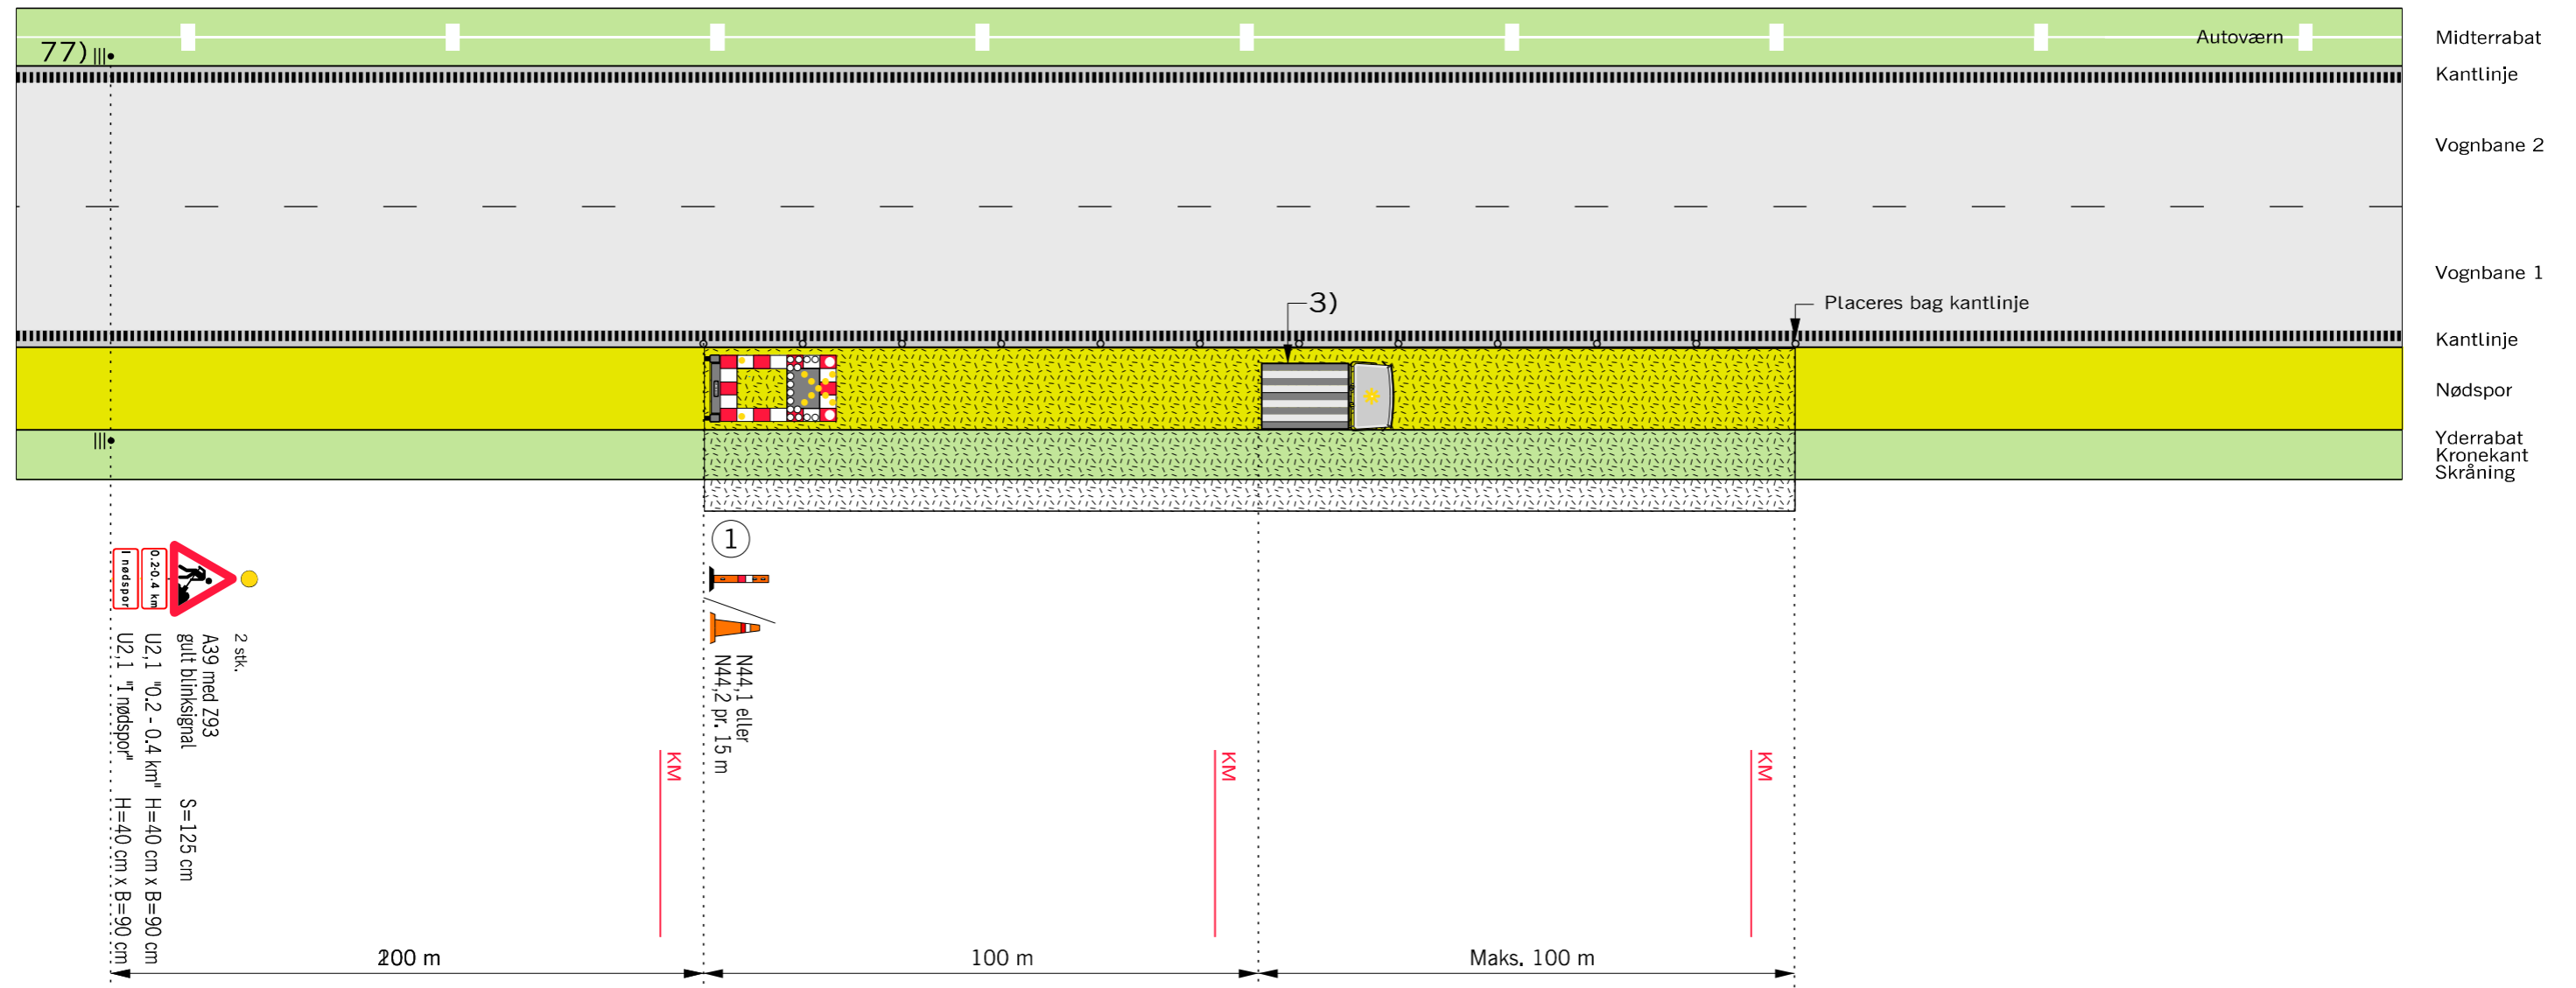 Autoværn
Midterrabat
77)
Kantlinje
Vognbane 2
Vognbane 1
3)
Placeres bag kantlinje
Kantlinje
Nødspor
Yderrabat
Kronekant
Skråning
1
0.2-0.4 km
I nødspor
2 stk.
A39 med Z93
gult blinksignal S=125 cm
U2,1 "0.2 - 0.4 km" H=40 cm x B=90 cm
U2,1 "I nødspor" H=40 cm x B=90 cm
N44,1 eller
N44,2 pr. 15 m
KM
KM
KM
100 m
Maks. 100 m